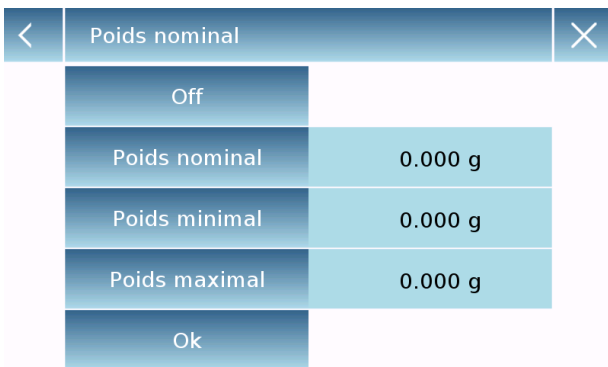 Poids nominal
Off
Poids nominal 0.000 g
Poids minimal 0.000 g
Poids maximal 0.000 g
Ok